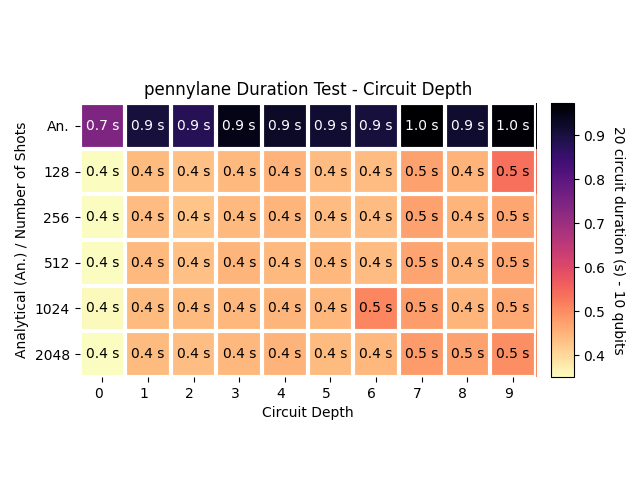 pennylane Duration Test - Circuit Depth
Analytical (An.) / Number of Shots
An. 0.7 s 0.9 s 0.9 s 0.9 s 0.9 s 0.9 s 0.9 s 1.0 s 0.9 s 1.0 s
128 0.4 s 0.4 s 0.4 s 0.4 s 0.4 s 0.4 s 0.4 s 0.5 s 0.4 s 0.5 s
256 0.4 s 0.4 s 0.4 s 0.4 s 0.4 s 0.4 s 0.4 s 0.5 s 0.4 s 0.5 s
512 0.4 s 0.4 s 0.4 s 0.4 s 0.4 s 0.4 s 0.4 s 0.5 s 0.4 s 0.5 s
1024 0.4 s 0.4 s 0.4 s 0.4 s 0.4 s 0.4 s 0.5 s 0.5 s 0.4 s 0.5 s
2048 0.4 s 0.4 s 0.4 s 0.4 s 0.4 s 0.4 s 0.4 s 0.5 s 0.5 s 0.5 s
0 1 2 3 4 5 6 7 8 9
Circuit Depth
0.9
0.8
0.7
0.6
0.5
0.4
20 circuit duration (s) - 10 qubits